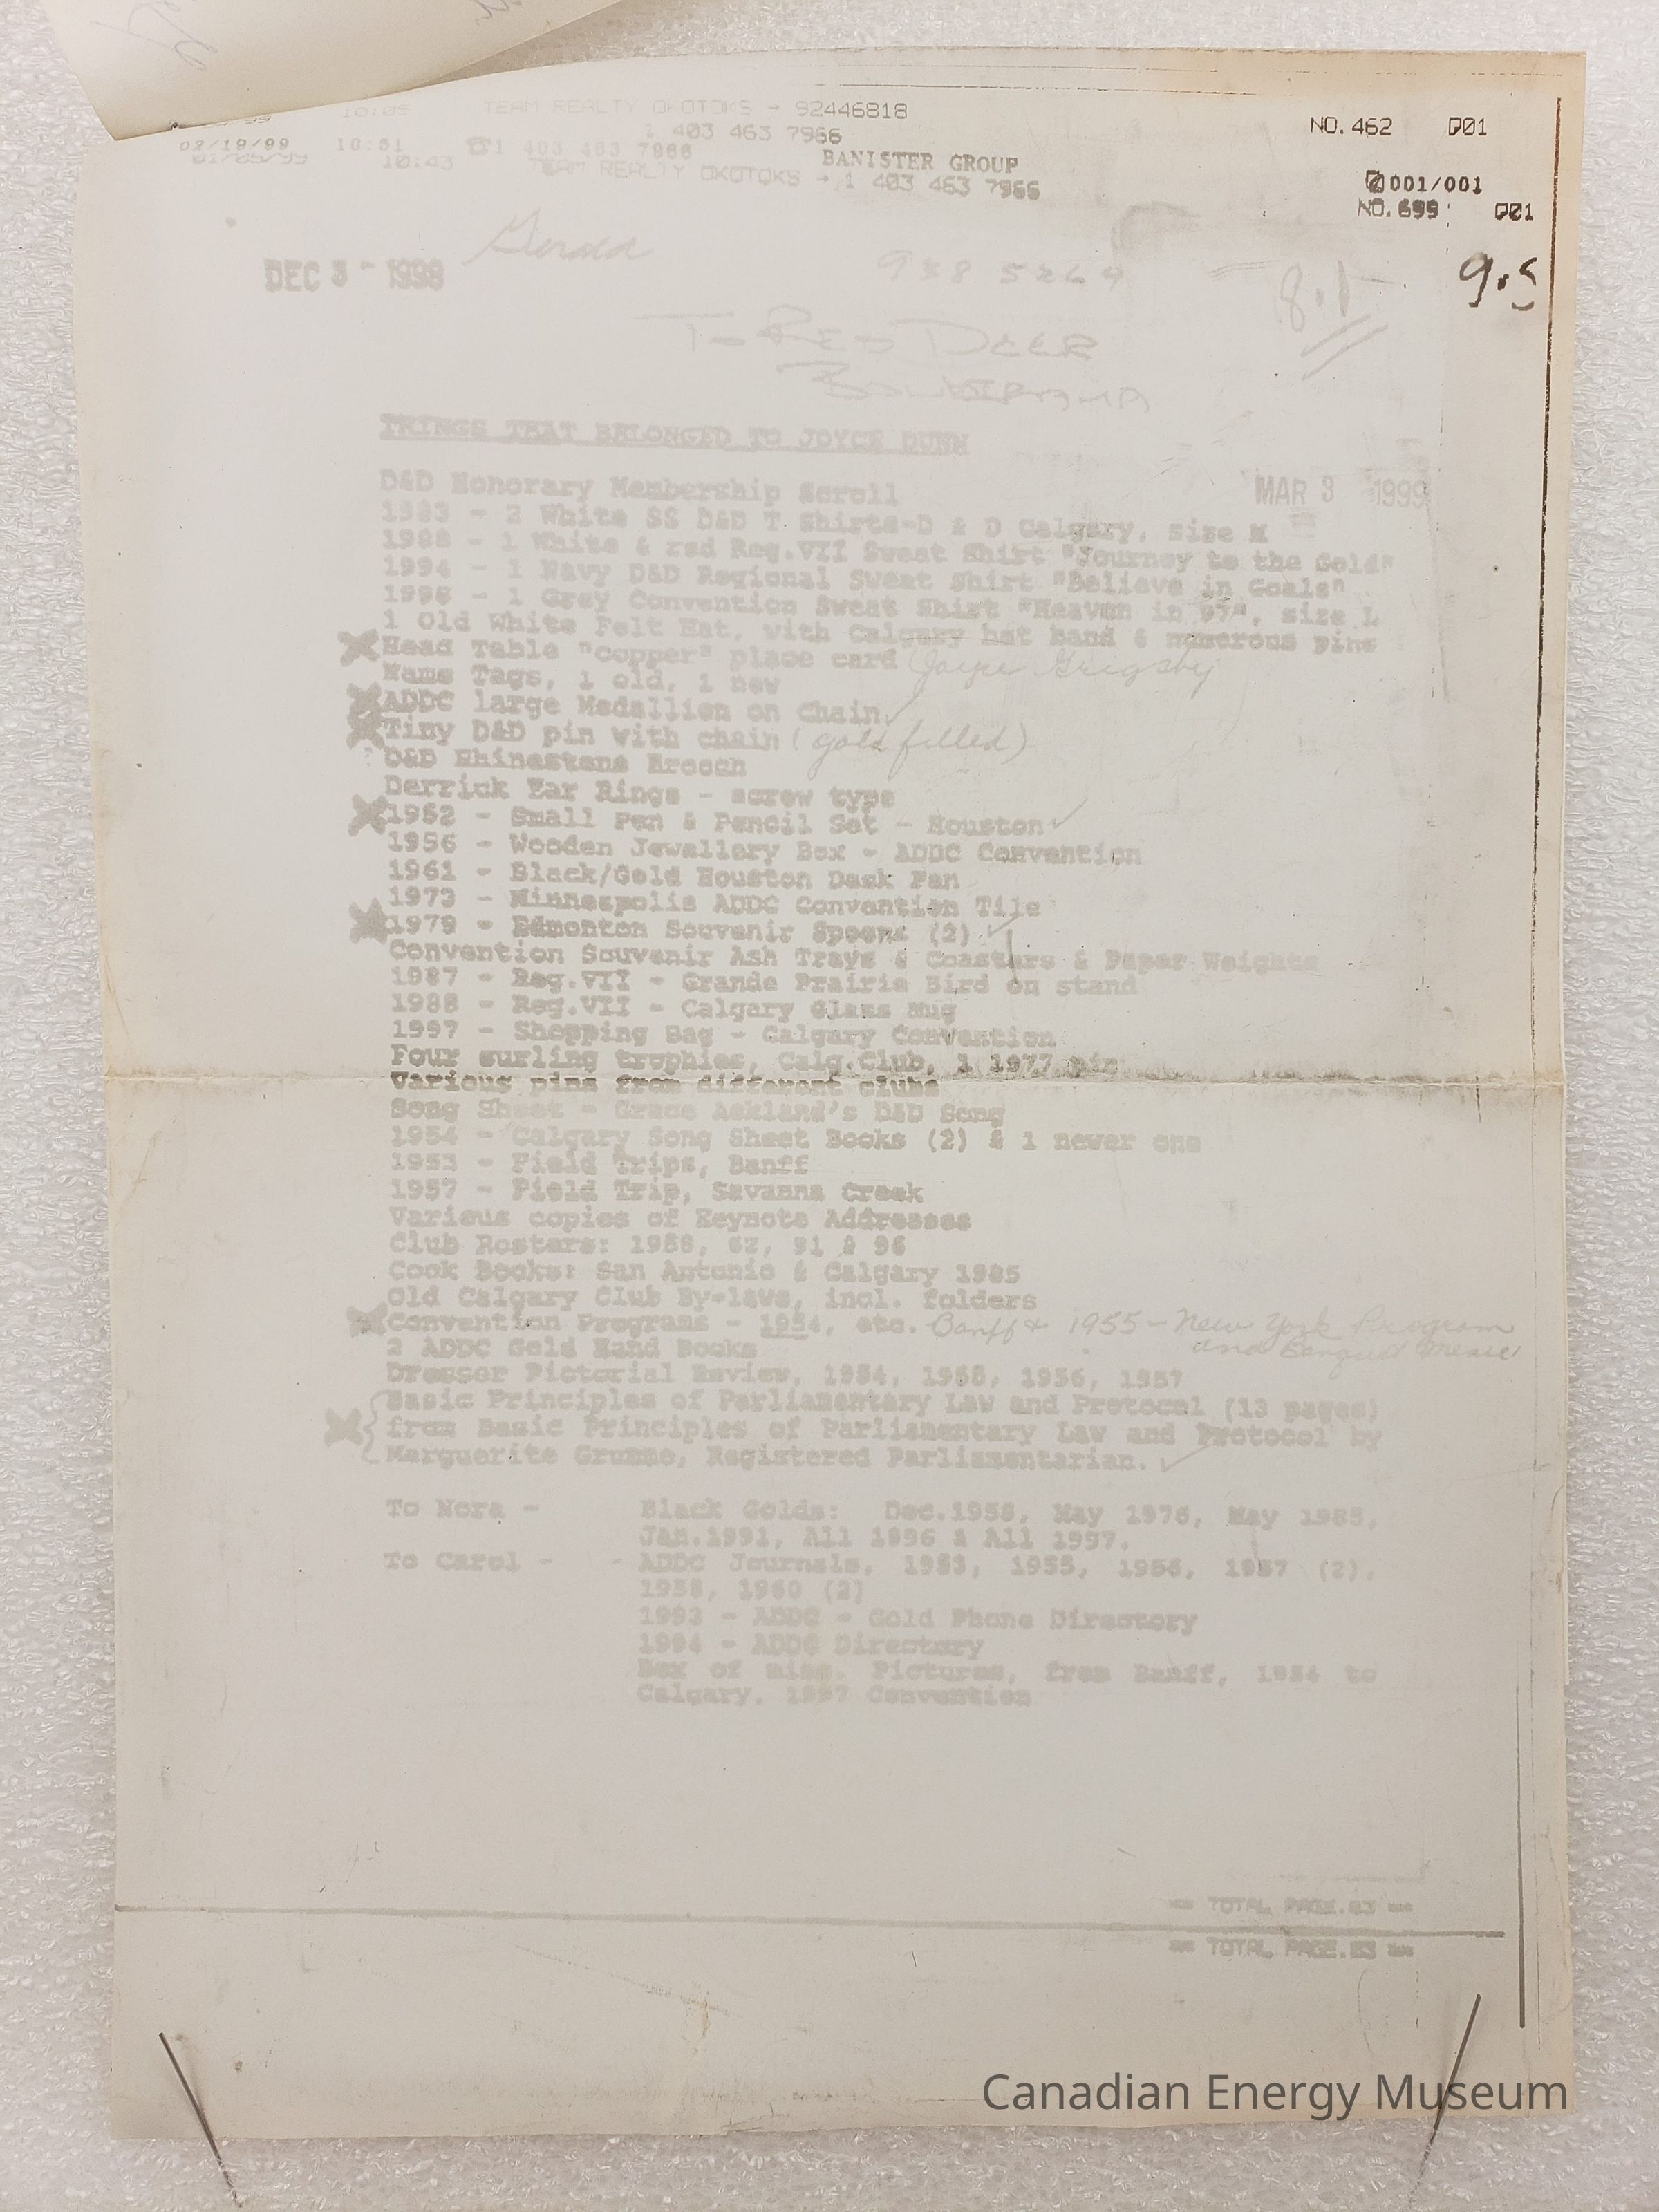 10:05 TEAM REALTY OKOTOKS → 92446818 NO. 462 P01
1 403 463 7966
02/19/99 10:51 ☎1 403 463 7966 BANISTER GROUP 001/001
01/05/99 10:43 TEAM REALTY OKOTOKS → 1 403 463 7966 NO. 699 P01
9.5
8.1
DEC 3 - 1998
To Red Deer
THINGS THAT BELONGED TO JOYCE DUNN
MAR 3 1999
D&D Honorary Membership Scroll
1983 - 2 White SS D&D T Shirts-D & D Calgary, size M
1988 - 1 White & red Reg.VII Sweat Shirt "Journey to the Gold"
1994 - 1 Navy D&D Regional Sweat Shirt "Believe in Goals"
1 Grey Convention Sweat Shirt "Heaven in 97", size L
1 Old White Felt Hat, with Calgary hat band & numerous pins
Head Table "Copper" place card Joyce Grigsby
Name Tags, 1 old, 1 new
ADDC large Medallion on Chain
Tiny D&D pin with chain (gold filled)
D&D Rhinestone Brooch
Derrick Ear Rings - screw type
1952 - Small Pen & Pencil Set - Houston
1956 - Wooden Jewellery Box - ADDC Convention
1961 - Black/Gold Houston Desk Pen
1973 - Minneapolis ADDC Convention Tile
1979 - Edmonton Souvenir Spoons (2)
Convention Souvenir Ash Trays & Coasters & Paper Weights
1987 - Reg.VII - Grande Prairie Bird on stand
1988 - Reg.VII - Calgary Glass Mug
1997 - Shopping Bag - Calgary Convention
Four curling trophies, Calg.Club, 1 1977 pin
Various pins from different clubs
Song Sheet - Grace Ackland's D&D Song
1954 - Calgary Song Sheet Books (2) & 1 newer one
1953 - Field Trips, Banff
1957 - Field Trip, Savanna Creek
Various copies of Keynote Addresses
Club Rosters: 1958, 62, 91 & 96
Cook Books: San Antonio & Calgary 1985
Old Calgary Club By-laws, incl. folders
Convention Programs - 1954, etc. Banff & 1955 - New York Program
and Banquet Menu
2 ADDC Gold Hand Books
Dresser Pictorial Review, 1954, 1955, 1956, 1957
Basic Principles of Parliamentary Law and Protocol (13 pages)
from Basic Principles of Parliamentary Law and Protocol by
Marguerite Grumme, Registered Parliamentarian.
To Nora - Black Golds: Dec.1958, May 1976, May 1985,
Jan.1991, All 1996 & All 1997.
To Carol - ADDC Journals, 1953, 1955, 1956, 1957 (2),
1958, 1960 (2)
1993 - ADDC - Gold Phone Directory
1994 - ADDC Directory
Box of misc. Pictures, from Banff, 1954 to
Calgary, 1997 Convention
** TOTAL PAGE.03 **
** TOTAL PAGE.03 **
Canadian Energy Museum